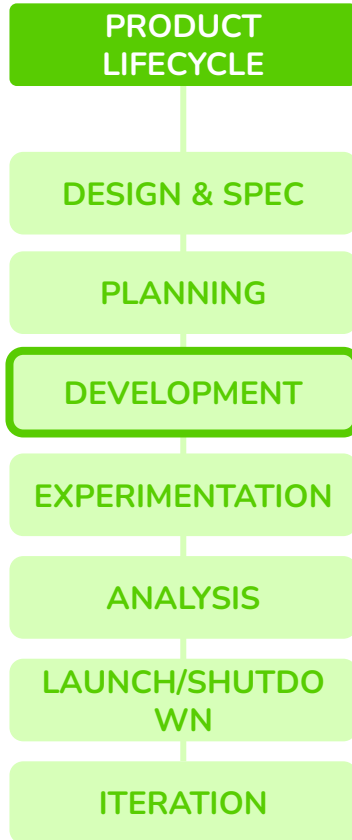 PRODUCT
LIFECYCLE
DESIGN & SPEC
PLANNING
DEVELOPMENT
EXPERIMENTATION
ANALYSIS
LAUNCH/SHUTDO
WN
ITERATION